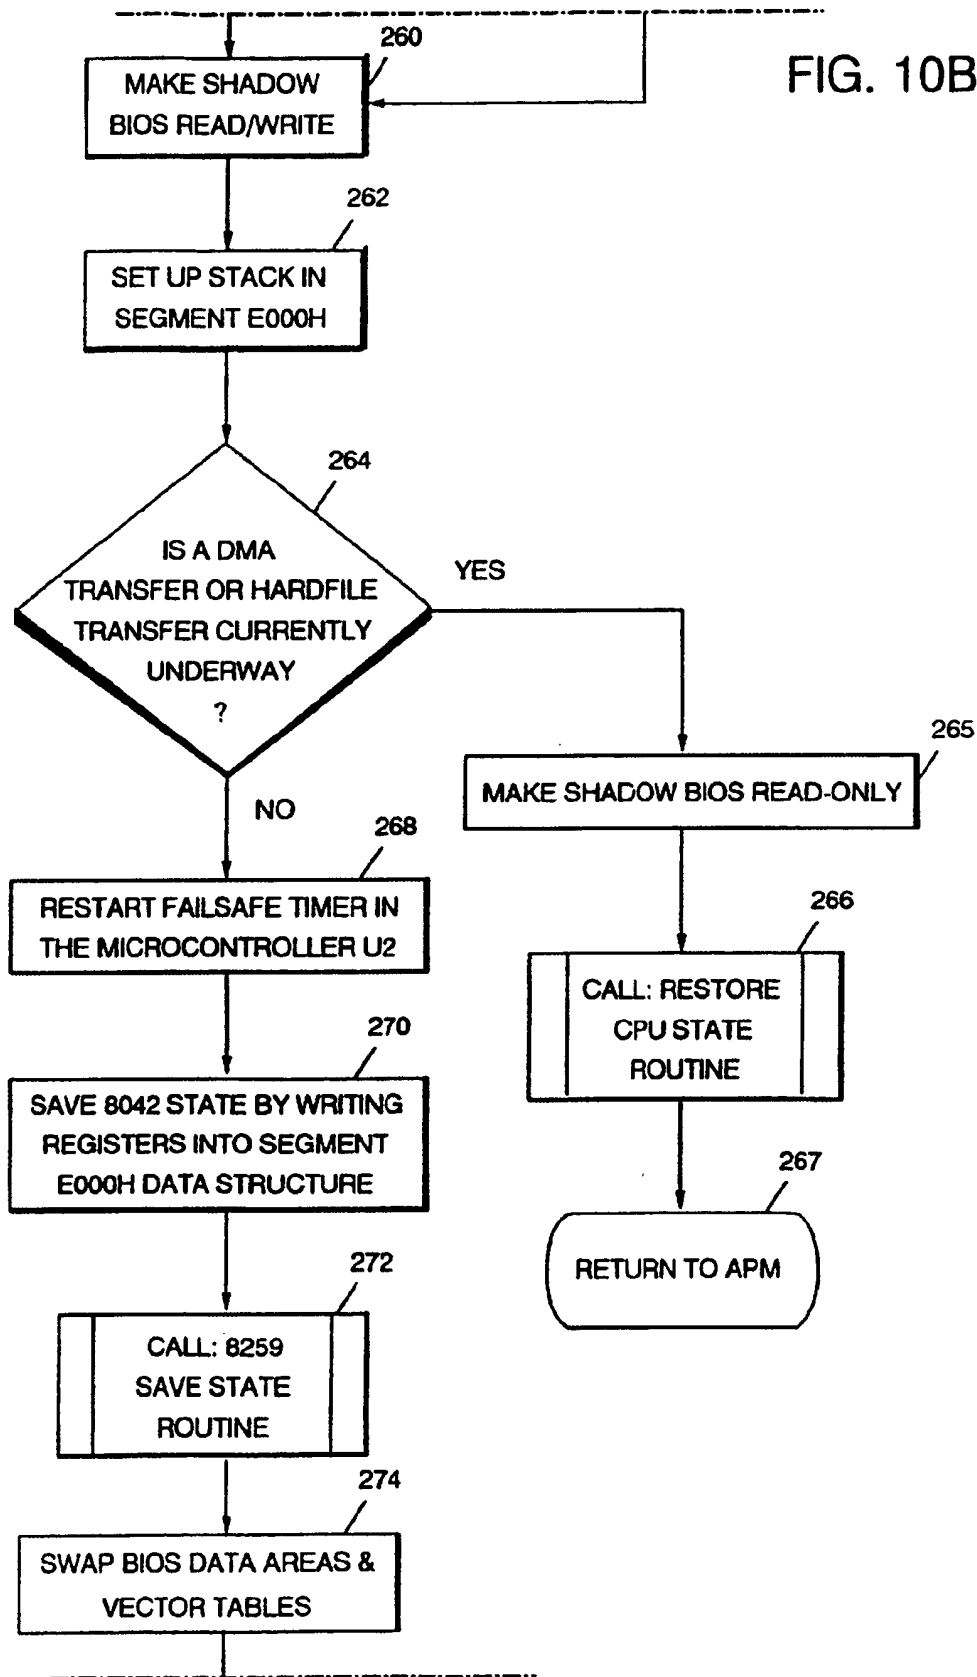 FIG. 10B
260
MAKE SHADOW
BIOS READ/WRITE
262
SET UP STACK IN
SEGMENT E000H
264
IS A DMA
TRANSFER OR HARDFILE
TRANSFER CURRENTLY
UNDERWAY
?
YES
NO
265
MAKE SHADOW BIOS READ-ONLY
266
CALL: RESTORE
CPU STATE
ROUTINE
267
RETURN TO APM
268
RESTART FAILSAFE TIMER IN
THE MICROCONTROLLER U2
270
SAVE 8042 STATE BY WRITING
REGISTERS INTO SEGMENT
E000H DATA STRUCTURE
272
CALL: 8259
SAVE STATE
ROUTINE
274
SWAP BIOS DATA AREAS &
VECTOR TABLES